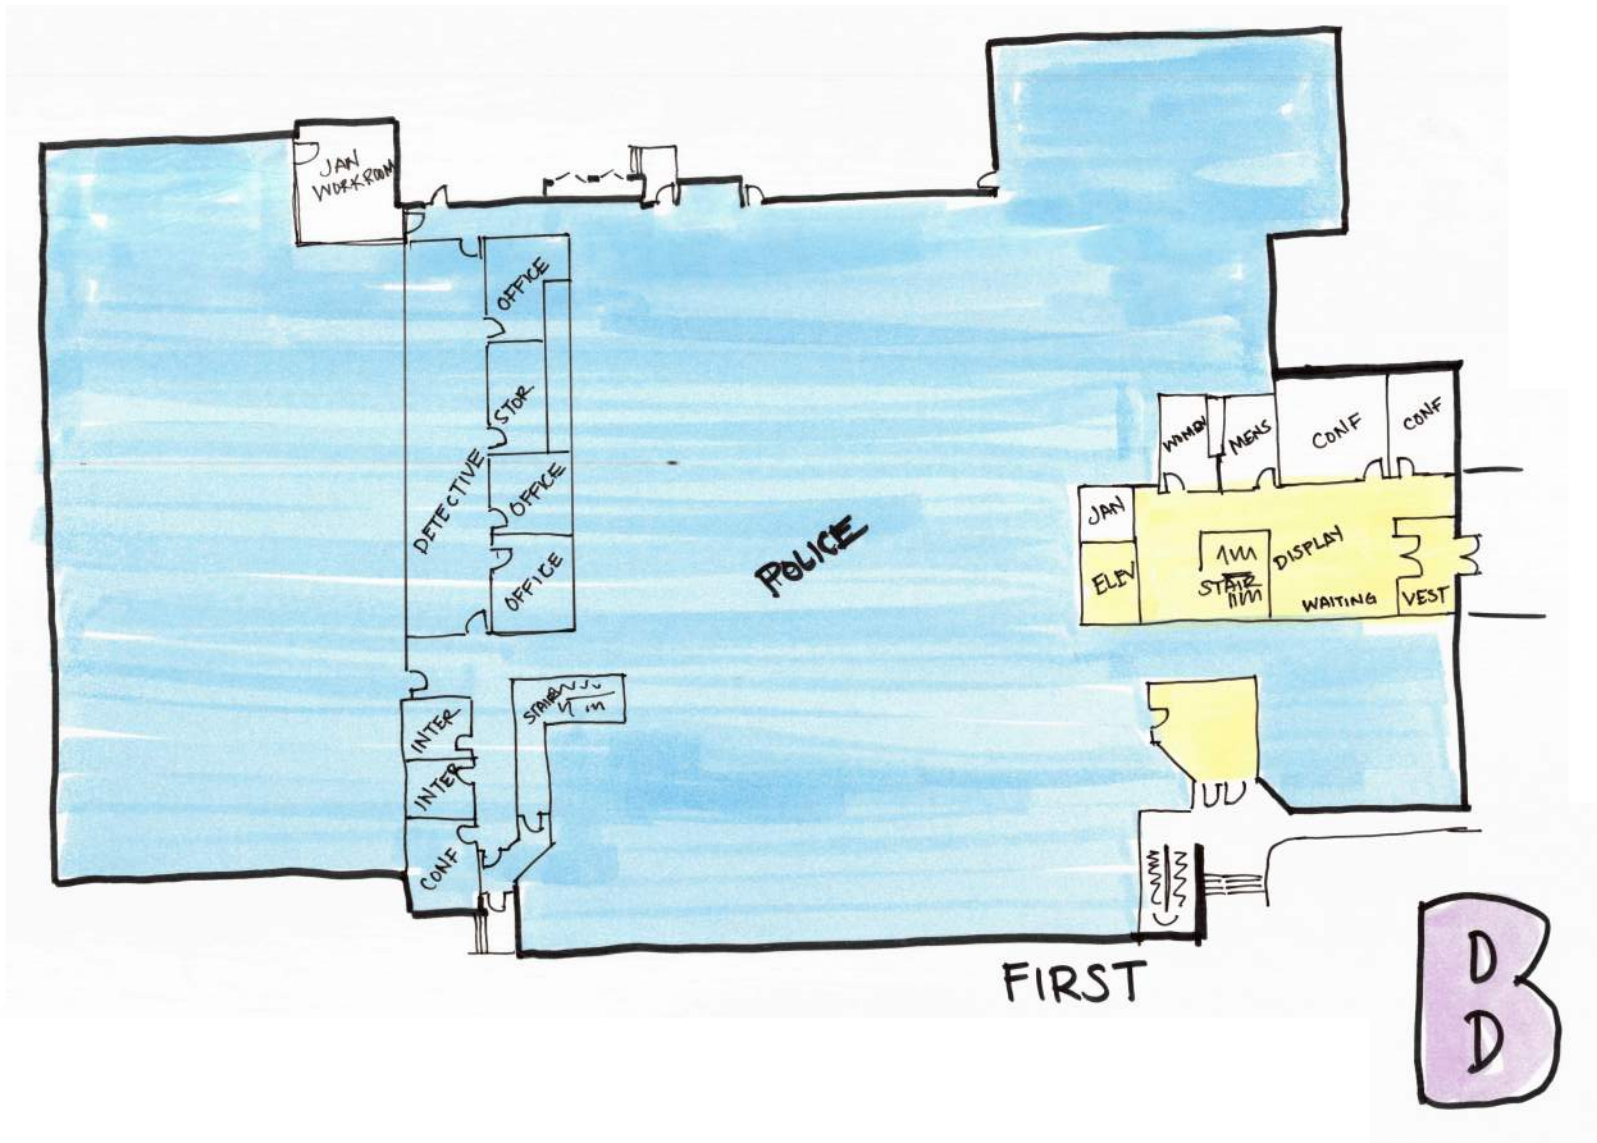 JAN
WORKROOM
OFFICE
STOR
DETECTIVE
OFFICE
OFFICE
POLICE
WOMEN
MENS
CONF
CONF
JAN
ELEV
STAIR
DISPLAY
WAITING
VEST
STAIR
INTER
INTER
CONF
FIRST
B
D
D